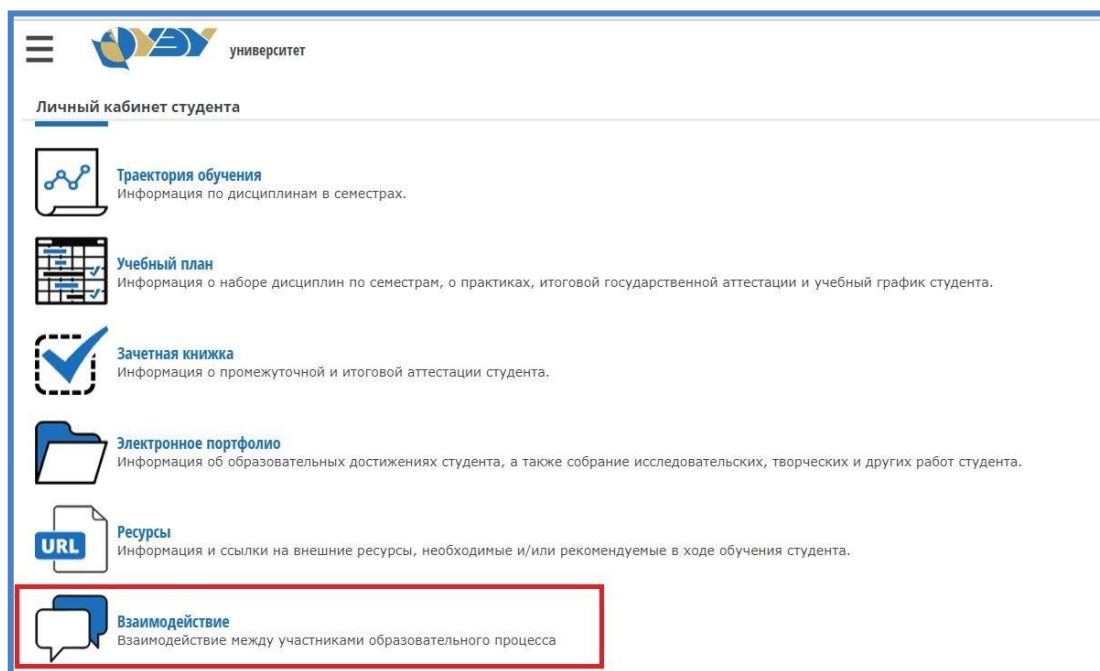 УЭУ университет
Личный кабинет студента
Траектория обучения
Информация по дисциплинам в семестрах.
Учебный план
Информация о наборе дисциплин по семестрам, о практиках, итоговой государственной аттестации и учебный график студента.
Зачетная книжка
Информация о промежуточной и итоговой аттестации студента.
Электронное портфолио
Информация об образовательных достижениях студента, а также собрание исследовательских, творческих и других работ студента.
URL
Ресурсы
Информация и ссылки на внешние ресурсы, необходимые и/или рекомендуемые в ходе обучения студента.
Взаимодействие
Взаимодействие между участниками образовательного процесса